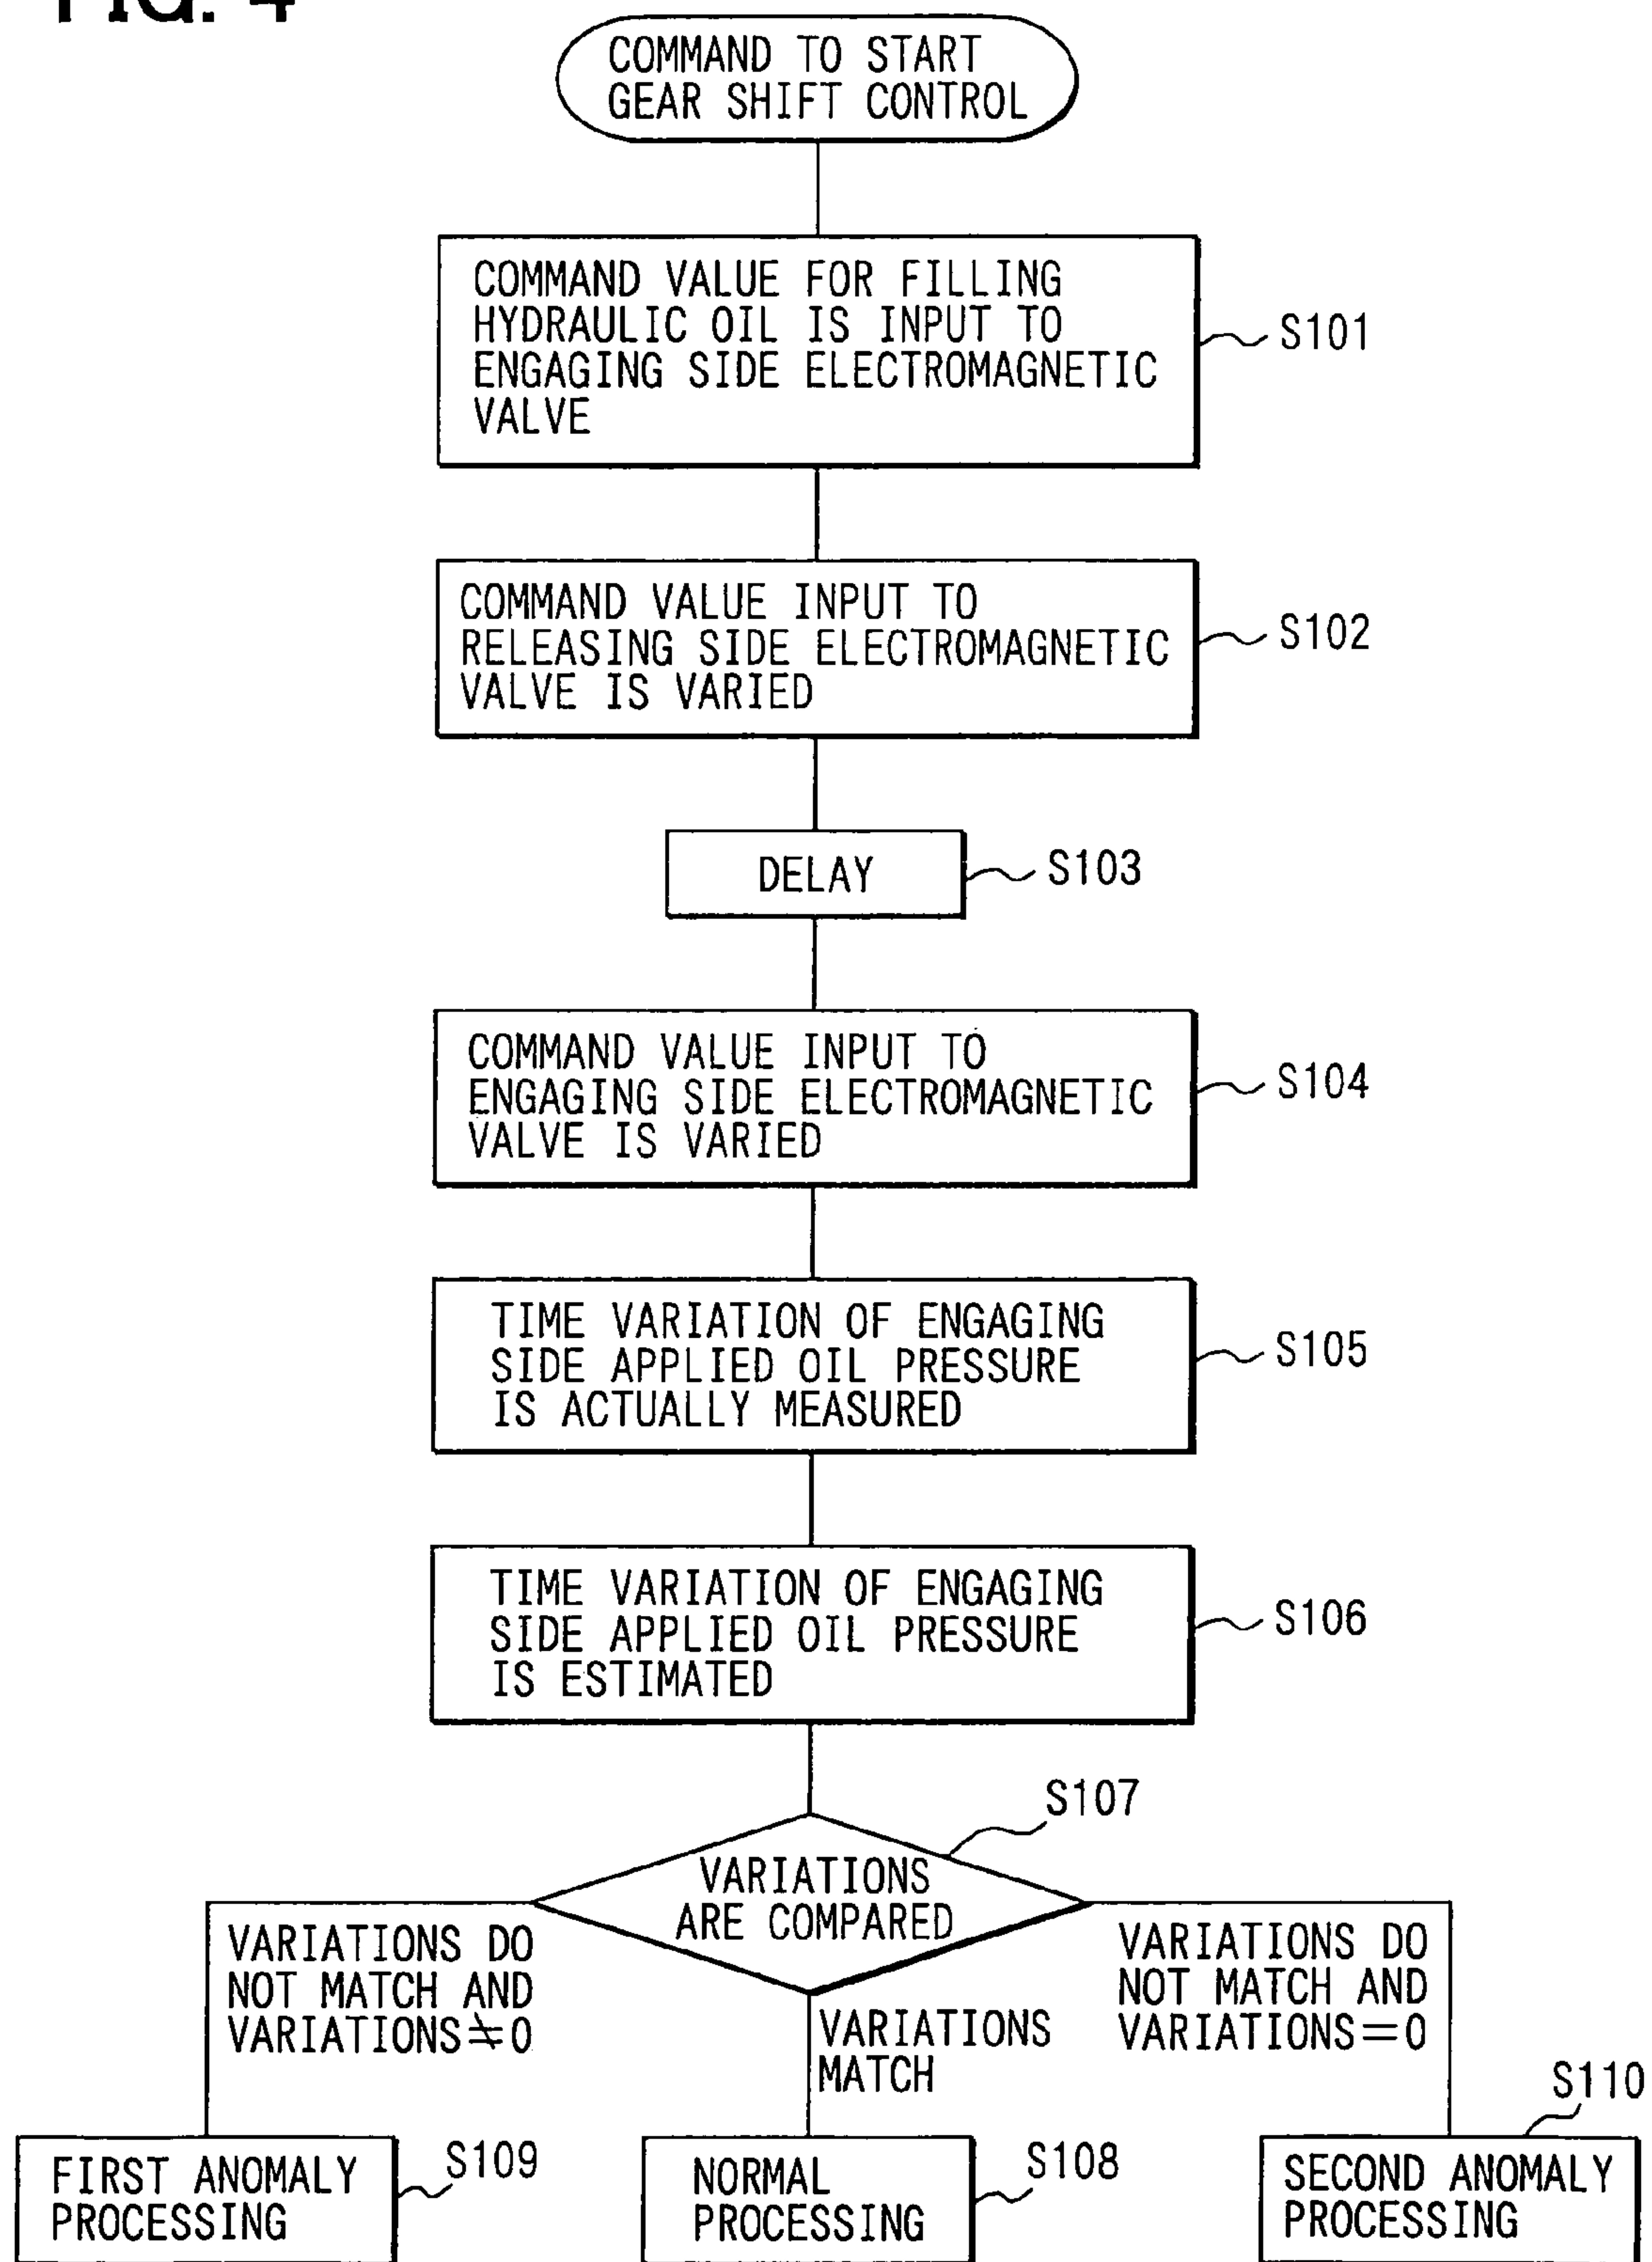 FIG. 4
COMMAND TO START
GEAR SHIFT CONTROL
COMMAND VALUE FOR FILLING
HYDRAULIC OIL IS INPUT TO
ENGAGING SIDE ELECTROMAGNETIC
VALVE
S101
COMMAND VALUE INPUT TO
RELEASING SIDE ELECTROMAGNETIC
VALVE IS VARIED
S102
DELAY
S103
COMMAND VALUE INPUT TO
ENGAGING SIDE ELECTROMAGNETIC
VALVE IS VARIED
S104
TIME VARIATION OF ENGAGING
SIDE APPLIED OIL PRESSURE
IS ACTUALLY MEASURED
S105
TIME VARIATION OF ENGAGING
SIDE APPLIED OIL PRESSURE
IS ESTIMATED
S106
S107
VARIATIONS
ARE COMPARED
VARIATIONS DO
NOT MATCH AND
VARIATIONS≠0
VARIATIONS
MATCH
VARIATIONS DO
NOT MATCH AND
VARIATIONS=0
FIRST ANOMALY
PROCESSING
S109
NORMAL
PROCESSING
S108
S110
SECOND ANOMALY
PROCESSING